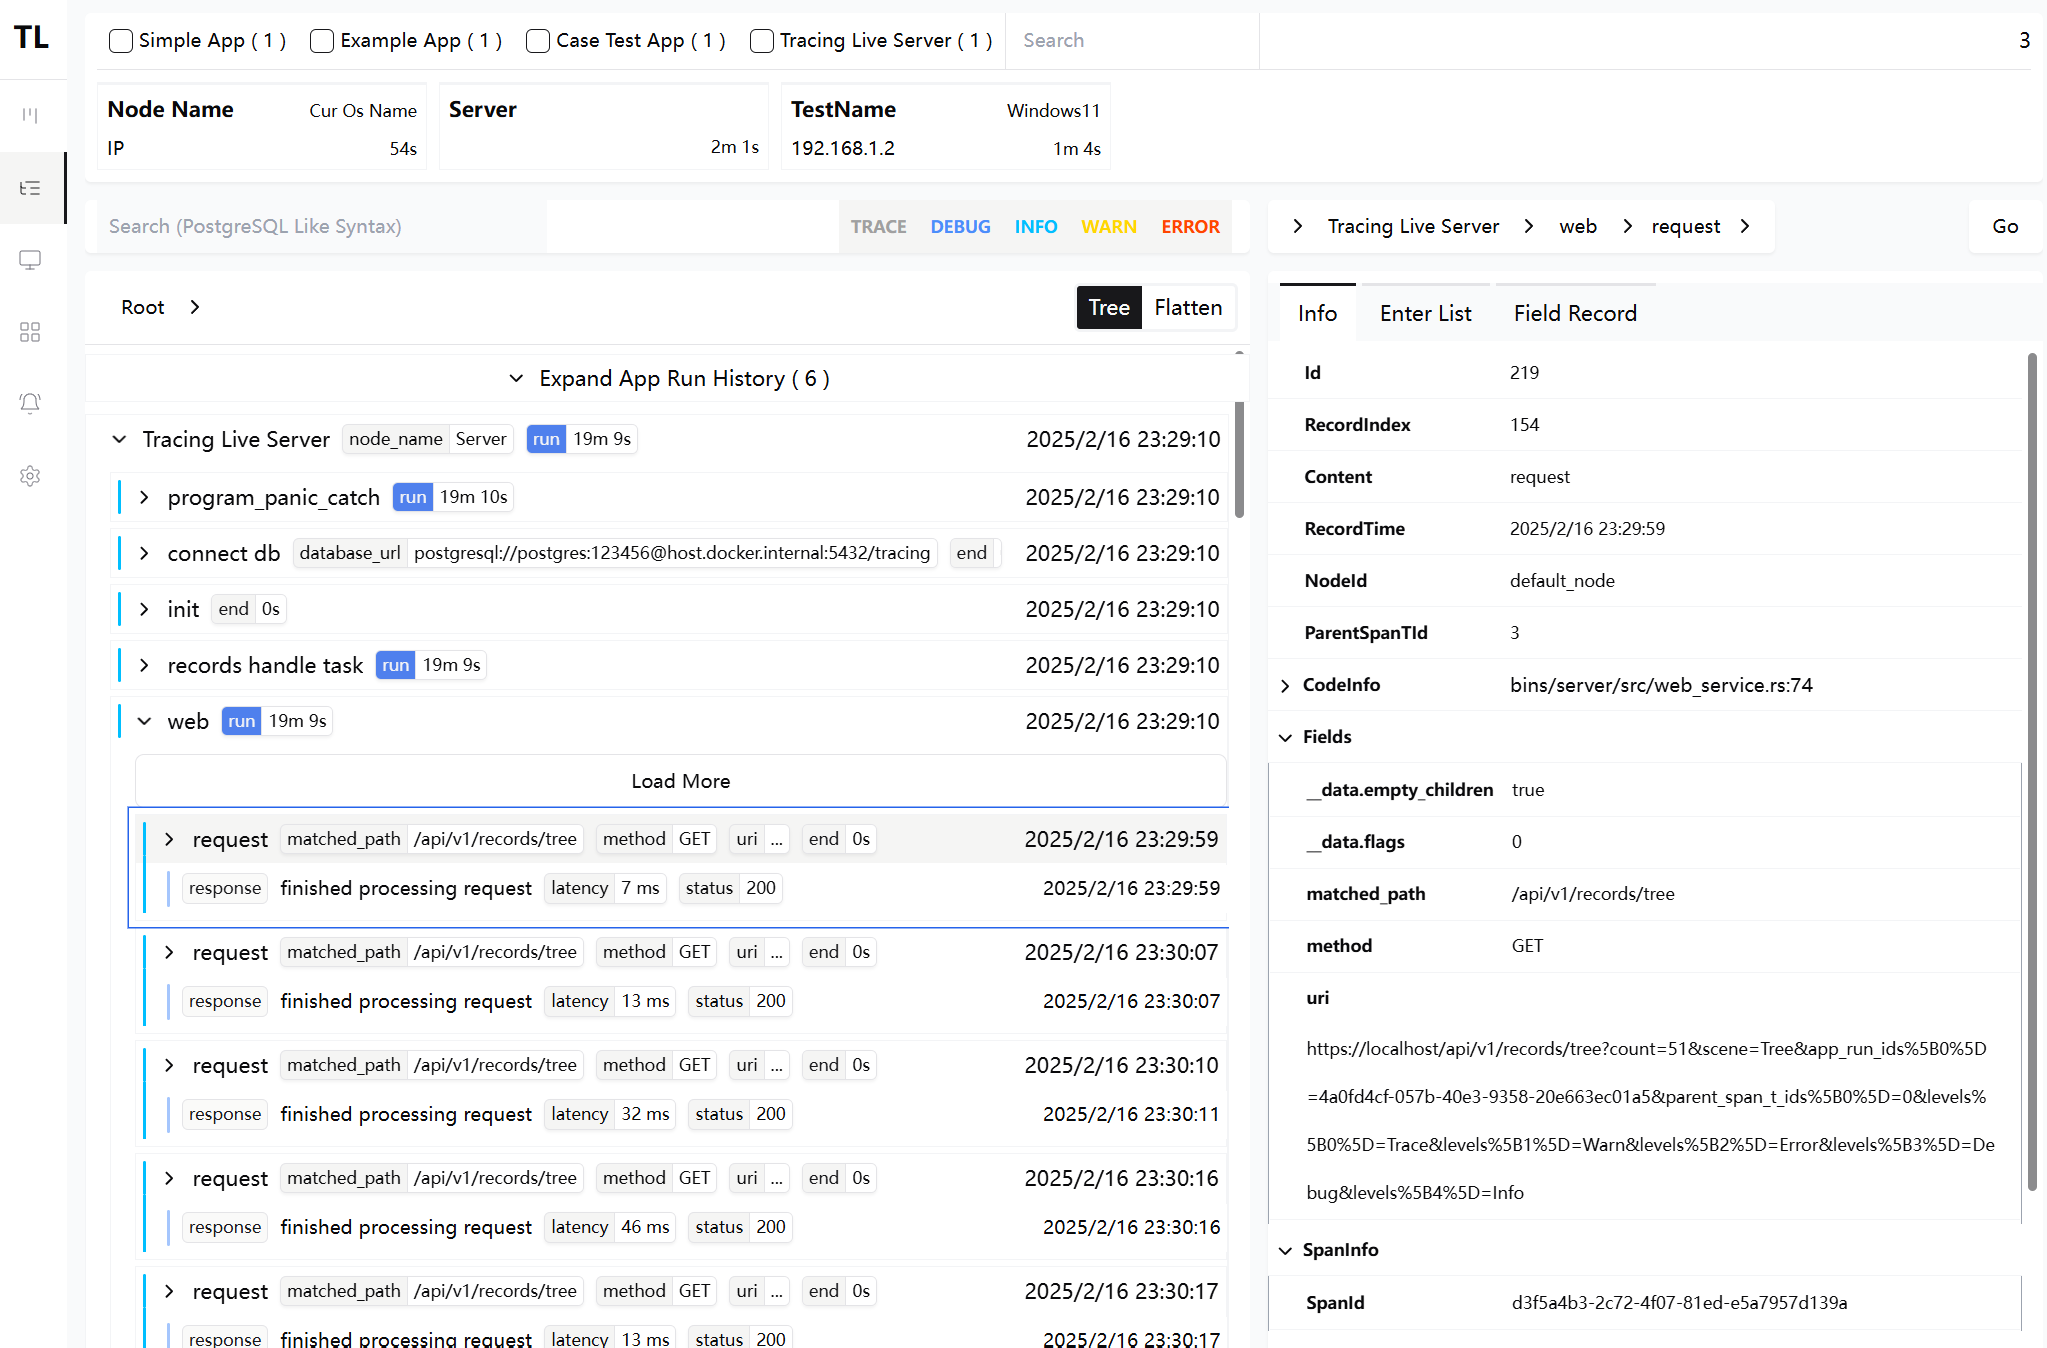 TL
Simple App ( 1 ) Example App ( 1 ) Case Test App ( 1 ) Tracing Live Server ( 1 ) Search 3
Node Name Cur Os Name
IP 54s
Server
2m 1s
TestName Windows11
192.168.1.2 1m 4s
Search (PostgreSQL Like Syntax) TRACE DEBUG INFO WARN ERROR
Root Tree Flatten
Expand App Run History ( 6 )
Tracing Live Server node_name Server run 19m 9s 2025/2/16 23:29:10
program_panic_catch run 19m 10s 2025/2/16 23:29:10
connect db database_url postgresql://postgres:123456@host.docker.internal:5432/tracing end 2025/2/16 23:29:10
init end 0s 2025/2/16 23:29:10
records handle task run 19m 9s 2025/2/16 23:29:10
web run 19m 9s 2025/2/16 23:29:10
Load More
request matched_path /api/v1/records/tree method GET uri ... end 0s 2025/2/16 23:29:59
response finished processing request latency 7 ms status 200 2025/2/16 23:29:59
request matched_path /api/v1/records/tree method GET uri ... end 0s 2025/2/16 23:30:07
response finished processing request latency 13 ms status 200 2025/2/16 23:30:07
request matched_path /api/v1/records/tree method GET uri ... end 0s 2025/2/16 23:30:10
response finished processing request latency 32 ms status 200 2025/2/16 23:30:11
request matched_path /api/v1/records/tree method GET uri ... end 0s 2025/2/16 23:30:16
response finished processing request latency 46 ms status 200 2025/2/16 23:30:16
request matched_path /api/v1/records/tree method GET uri ... end 0s 2025/2/16 23:30:17
response finished processing request latency 13 ms status 200 2025/2/16 23:30:17
Tracing Live Server web request Go
Info Enter List Field Record
Id 219
RecordIndex 154
Content request
RecordTime 2025/2/16 23:29:59
NodeId default_node
ParentSpanTId 3
CodeInfo bins/server/src/web_service.rs:74
Fields
__data.empty_children true
__data.flags 0
matched_path /api/v1/records/tree
method GET
uri
https://localhost/api/v1/records/tree?count=51&scene=Tree&app_run_ids%5B0%5D
=4a0fd4cf-057b-40e3-9358-20e663ec01a5&parent_span_t_ids%5B0%5D=0&levels%
5B0%5D=Trace&levels%5B1%5D=Warn&levels%5B2%5D=Error&levels%5B3%5D=De
bug&levels%5B4%5D=Info
SpanInfo
SpanId d3f5a4b3-2c72-4f07-81ed-e5a7957d139a